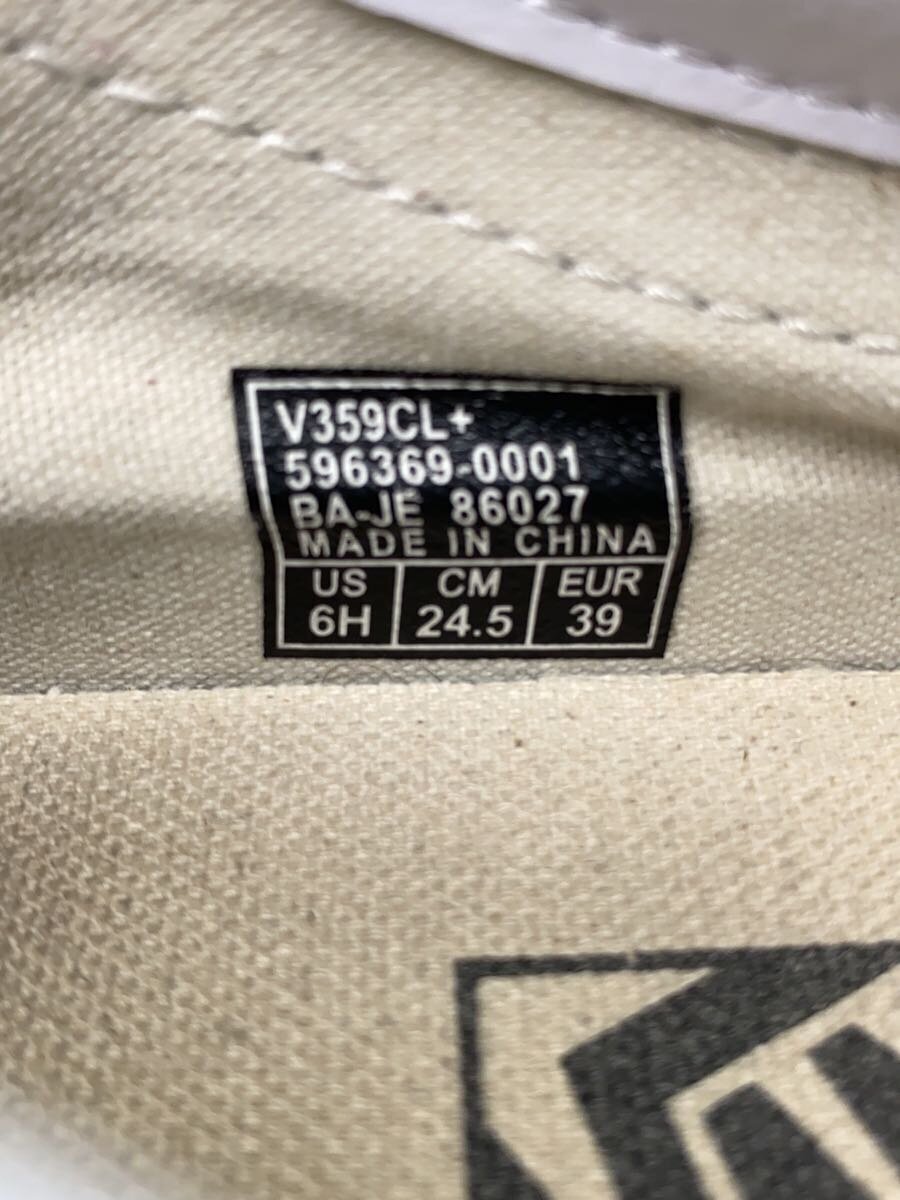 V359CL+
596369-0001
BA-JE 86027
MADE IN CHINA
US CM EUR
6H 24.5 39